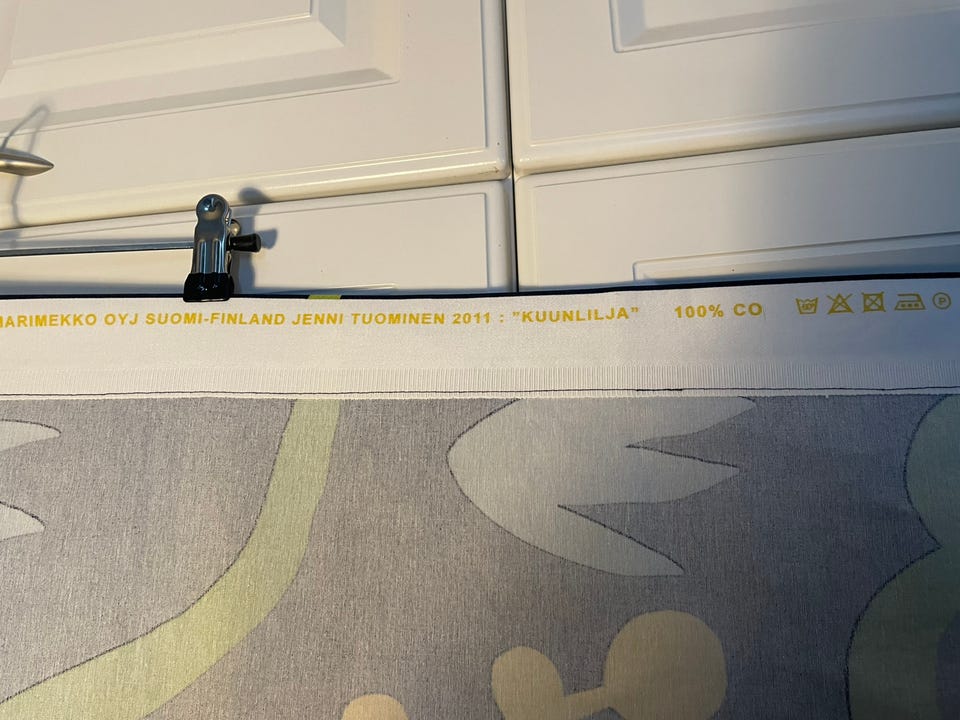 MARIMEKKO OYJ SUOMI-FINLAND JENNI TUOMINEN 2011 : "KUUNLILJA" 100% CO